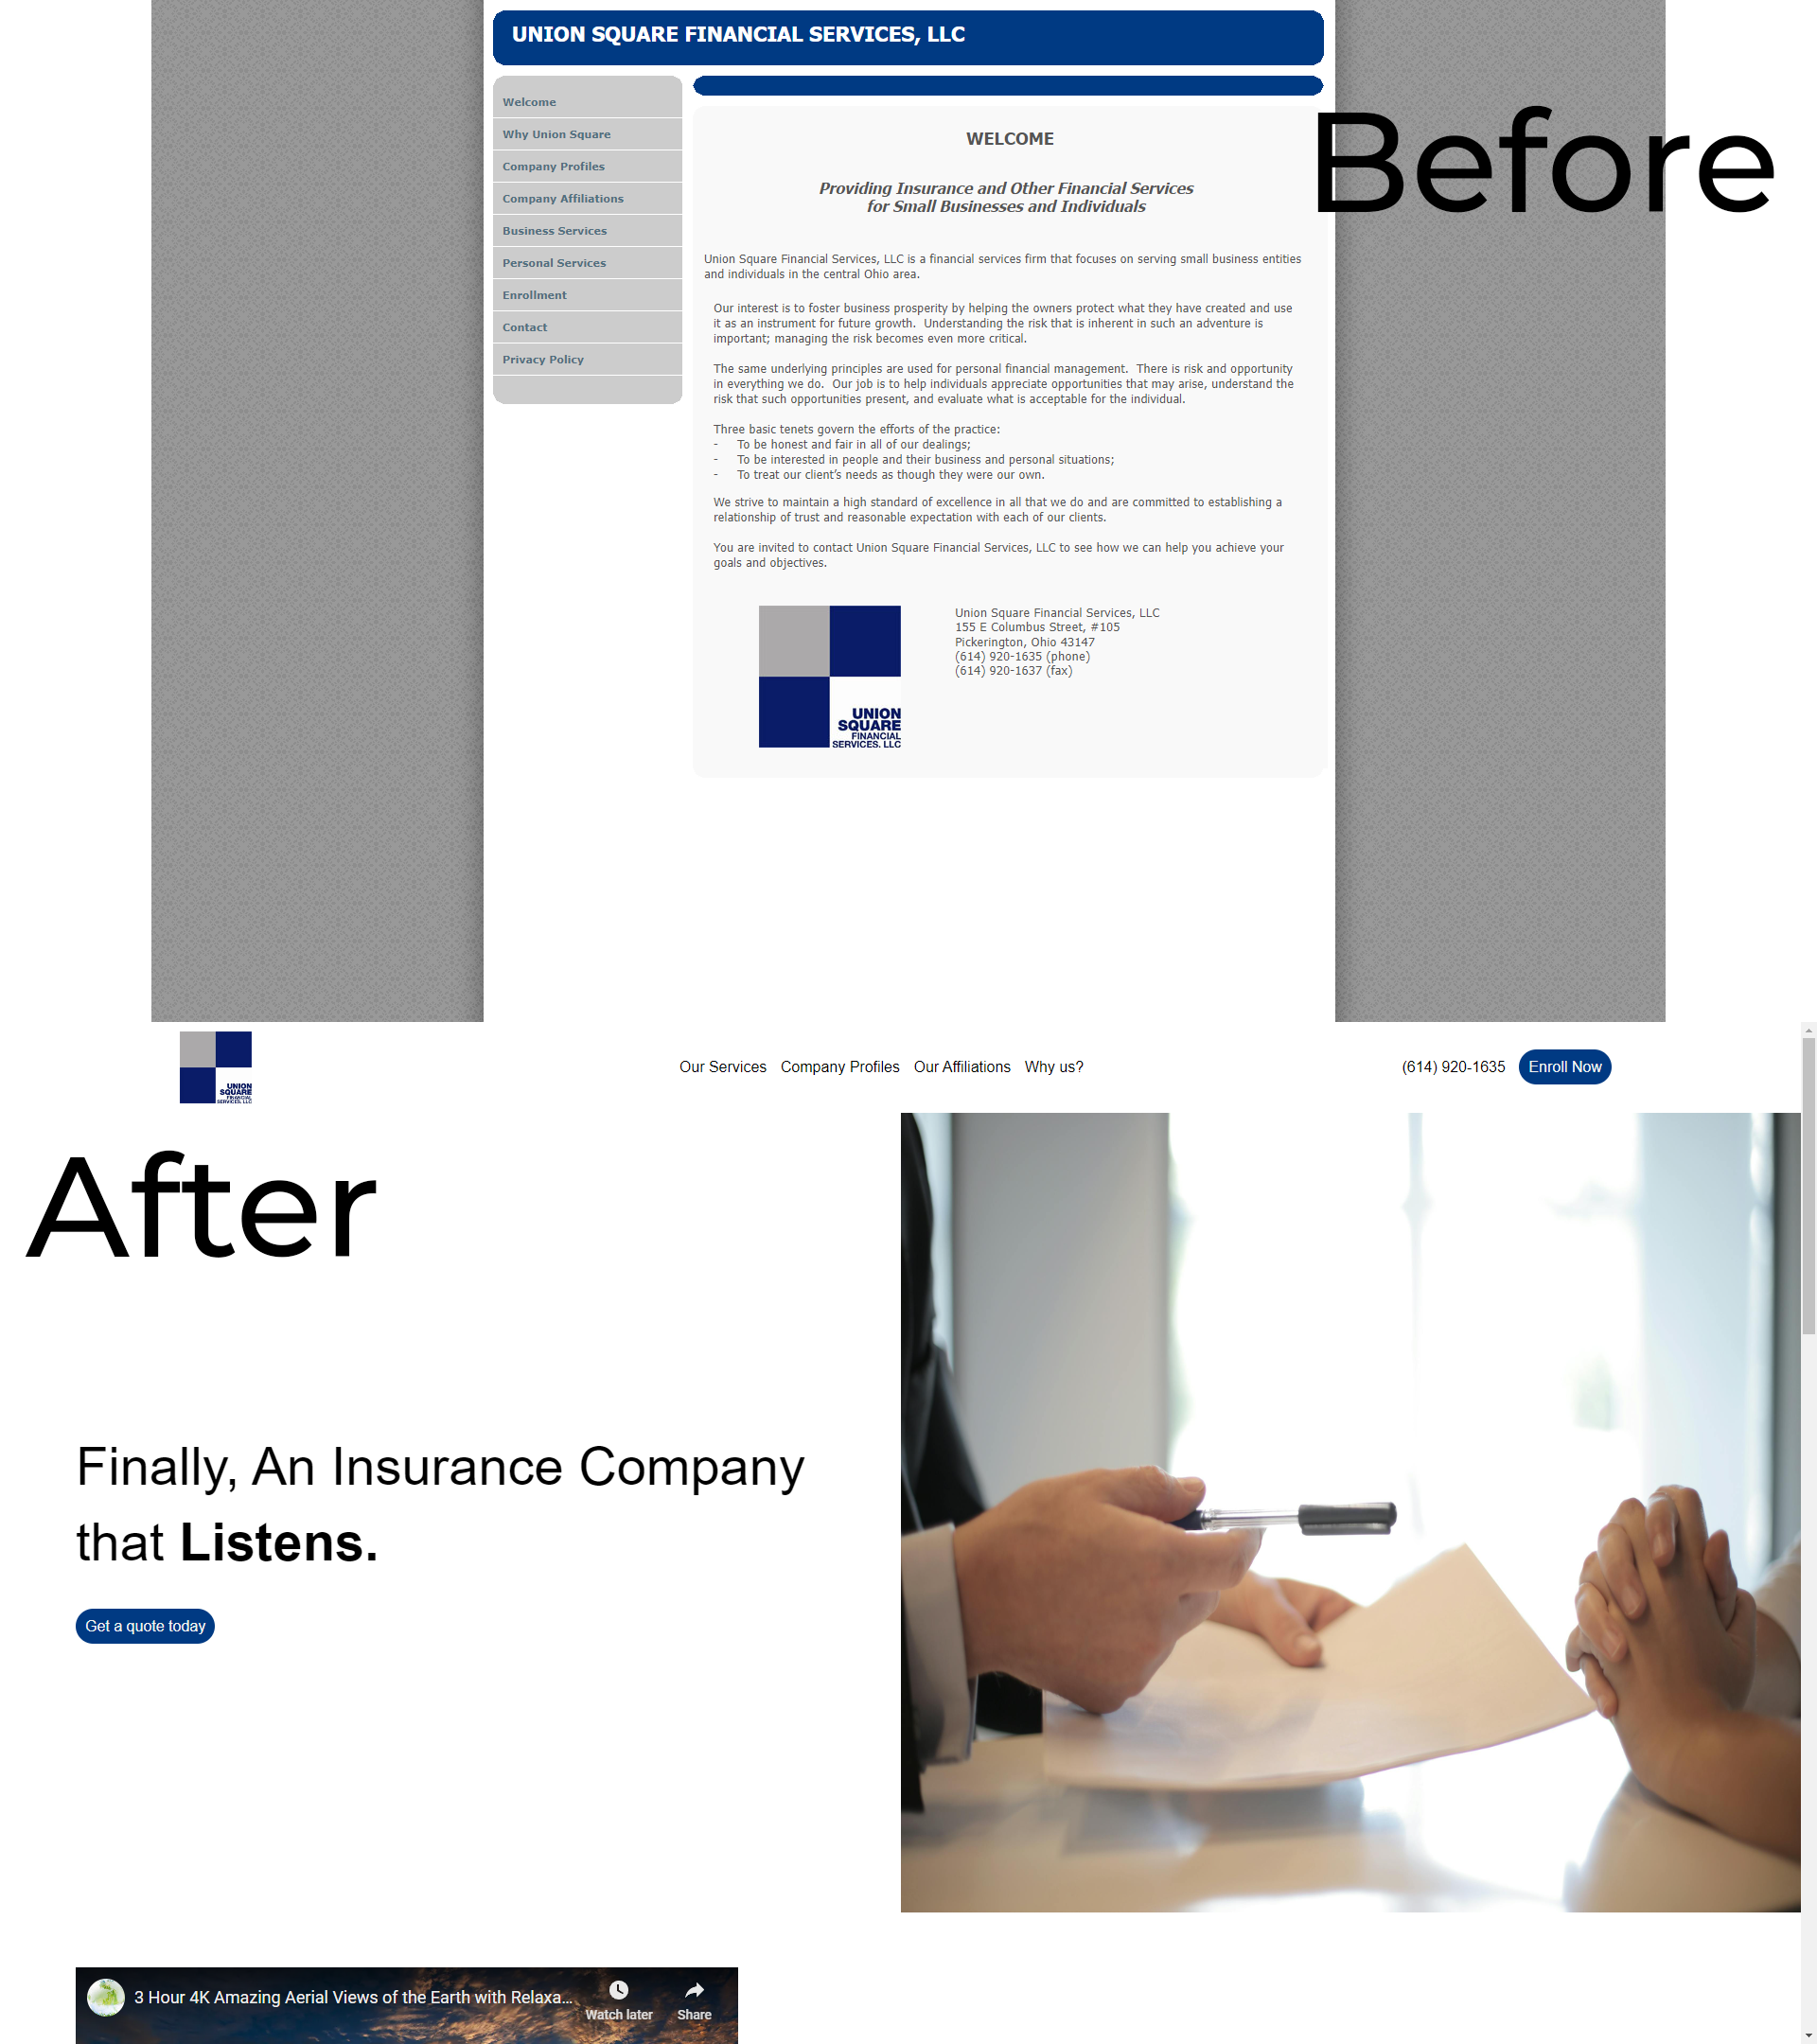 UNION SQUARE FINANCIAL SERVICES, LLC
Before
Welcome
Why Union Square
Company Profiles
Company Affiliations
Business Services
Personal Services
Enrollment
Contact
Privacy Policy
WELCOME
Providing Insurance and Other Financial Services
for Small Businesses and Individuals
Union Square Financial Services, LLC is a financial services firm that focuses on serving small business entities
and individuals in the central Ohio area.
Our interest is to foster business prosperity by helping the owners protect what they have created and use
it as an instrument for future growth.  Understanding the risk that is inherent in such an adventure is
important; managing the risk becomes even more critical.
The same underlying principles are used for personal financial management.  There is risk and opportunity
in everything we do.  Our job is to help individuals appreciate opportunities that may arise, understand the
risk that such opportunities present, and evaluate what is acceptable for the individual.
Three basic tenets govern the efforts of the practice:
- To be honest and fair in all of our dealings;
- To be interested in people and their business and personal situations;
- To treat our client’s needs as though they were our own.
We strive to maintain a high standard of excellence in all that we do and are committed to establishing a
relationship of trust and reasonable expectation with each of our clients.
You are invited to contact Union Square Financial Services, LLC to see how we can help you achieve your
goals and objectives.
UNION
SQUARE
FINANCIAL
SERVICES. LLC
Union Square Financial Services, LLC
155 E Columbus Street, #105
Pickerington, Ohio 43147
(614) 920-1635 (phone)
(614) 920-1637 (fax)
UNION
SQUARE
FINANCIAL
SERVICES. LLC
Our Services Company Profiles Our Affiliations Why us?
(614) 920-1635 Enroll Now
After
Finally, An Insurance Company
that Listens.
Get a quote today
3 Hour 4K Amazing Aerial Views of the Earth with Relaxa...
Watch later Share